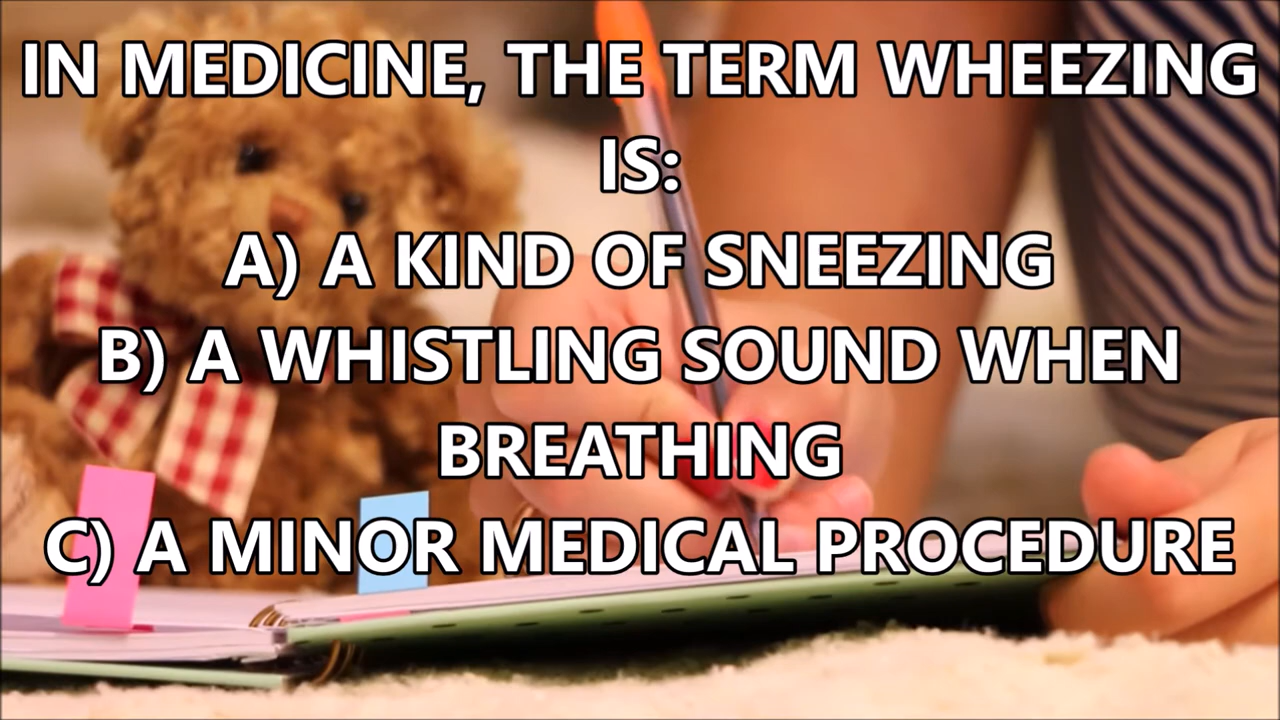 IN MEDICINE, THE TERM WHEEZING
IS:
A) A KIND OF SNEEZING
B) A WHISTLING SOUND WHEN
BREATHING
C) A MINOR MEDICAL PROCEDURE